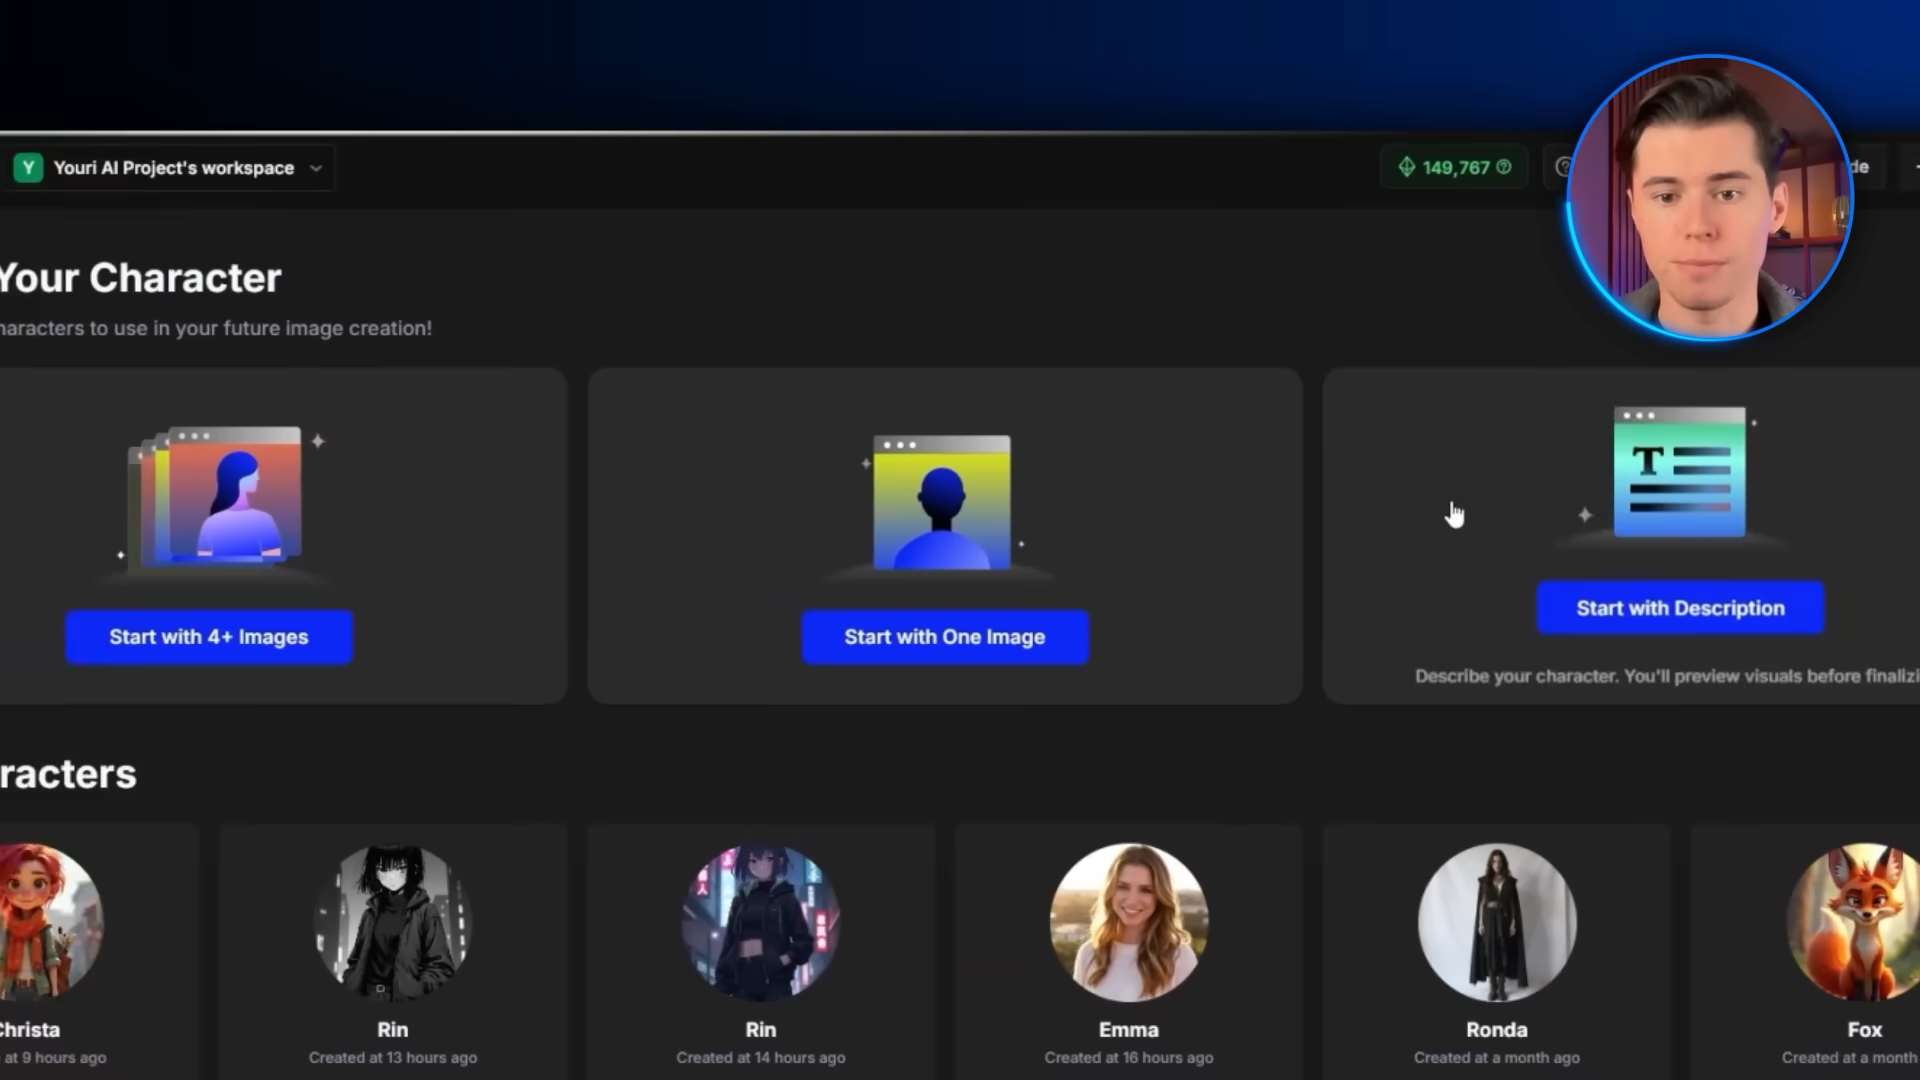 Y Youri AI Project's workspace
149,767
de
Your Character
haracters to use in your future image creation!
T
Start with 4+ Images
Start with One Image
Start with Description
Describe your character. You'll preview visuals before finalizi
racters
Christa
Rin
Rin
Emma
Ronda
Fox
at 9 hours ago
Created at 13 hours ago
Created at 14 hours ago
Created at 16 hours ago
Created at a month ago
Created at a month